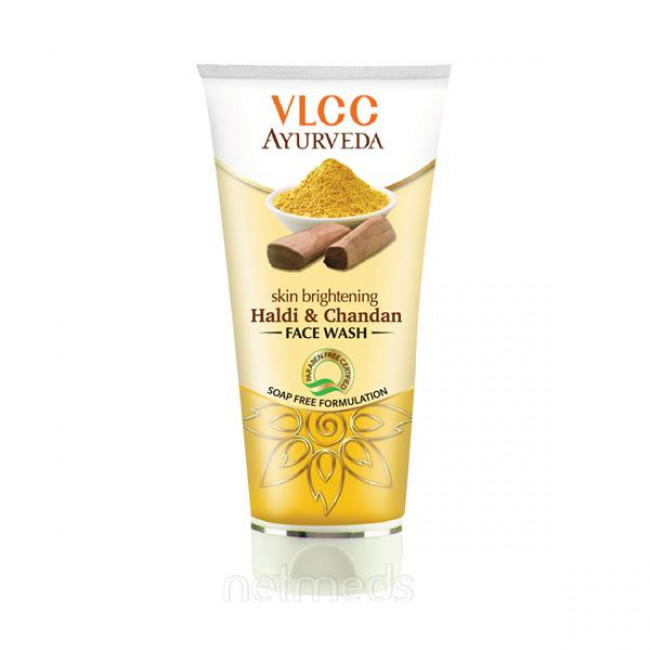 VLCC
AYURVEDA
skin brightening
Haldi & Chandan
FACE WASH
PARABEN FREE CERTIFIED
SOAP FREE FORMULATION
netmeds